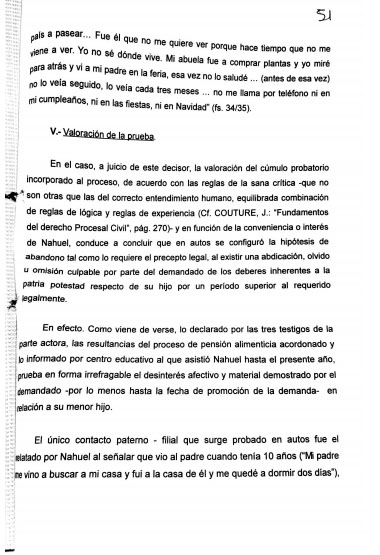 51
país a pasear... Fue él que no me quiere ver porque hace tiempo que no me
viene a ver. Yo no sé dónde vive. Mi abuela fue a comprar plantas y yo miré
para atrás y vi a mi padre en la feria, esa vez no lo saludé ... (antes de esa vez)
no lo veía seguido, lo veía cada tres meses ... no me llama por teléfono ni en
mi cumpleaños, ni en las fiestas, ni en Navidad" (fs. 34/35).
V.- Valoración de la prueba.
En el caso, a juicio de este decisor, la valoración del cúmulo probatorio
incorporado al proceso, de acuerdo con las reglas de la sana crítica -que no
son otras que las del correcto entendimiento humano, equilibrada combinación
de reglas de lógica y reglas de experiencia (Cf. COUTURE, J.: "Fundamentos
del derecho Procesal Civil", pág. 270)- y en función de la conveniencia o interés
de Nahuel, conduce a concluir que en autos se configuró la hipótesis de
abandono tal como lo requiere el precepto legal, al existir una abdicación, olvido
u omisión culpable por parte del demandado de los deberes inherentes a la
patria potestad respecto de su hijo por un período superior al requerido
legalmente.
En efecto. Como viene de verse, lo declarado por las tres testigos de la
parte actora, las resultancias del proceso de pensión alimenticia acordonado y
lo informado por centro educativo al que asistió Nahuel hasta el presente año,
prueba en forma irrefragable el desinterés afectivo y material demostrado por el
demandado -por lo menos hasta la fecha de promoción de la demanda- en
relación a su menor hijo.
El único contacto paterno - filial que surge probado en autos fue el
relatado por Nahuel al señalar que vio al padre cuando tenía 10 años ("Mi padre
me vino a buscar a mi casa y fui a la casa de él y me quedé a dormir dos días"),